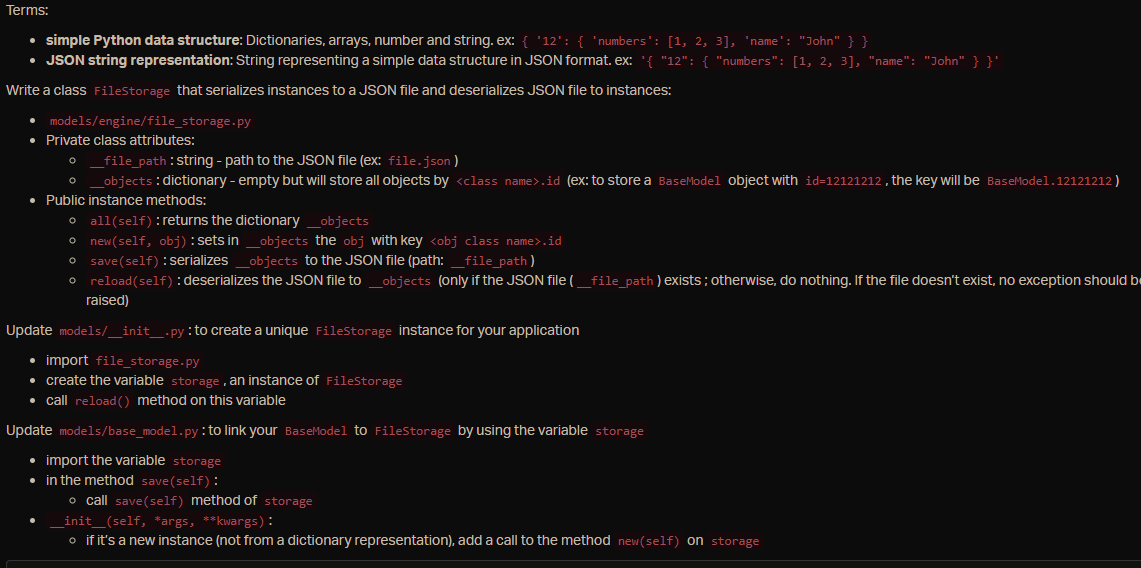 Terms:
simple Python data structure: Dictionaries, arrays, number and string. ex: { '12': { 'numbers': [1, 2, 3], 'name': "John" } }
JSON string representation: String representing a simple data structure in JSON format. ex: '{ "12": { "numbers": [1, 2, 3], "name": "John" } }'
Write a class FileStorage that serializes instances to a JSON file and deserializes JSON file to instances:
models/engine/file_storage.py
Private class attributes:
__file_path: string - path to the JSON file (ex: file.json)
__objects: dictionary - empty but will store all objects by <class name>.id (ex: to store a BaseModel object with id=12121212, the key will be BaseModel.12121212)
Public instance methods:
all(self): returns the dictionary __objects
new(self, obj): sets in __objects the obj with key <obj class name>.id
save(self): serializes __objects to the JSON file (path: __file_path)
reload(self): deserializes the JSON file to __objects (only if the JSON file (__file_path) exists ; otherwise, do nothing. If the file doesn't exist, no exception should
raised)
Update models/__init__.py: to create a unique FileStorage instance for your application
import file_storage.py
create the variable storage, an instance of FileStorage
call reload() method on this variable
Update models/base_model.py: to link your BaseModel to FileStorage by using the variable storage
import the variable storage
in the method save(self):
call save(self) method of storage
__init__(self, *args, **kwargs):
if it's a new instance (not from a dictionary representation), add a call to the method new(self) on storage